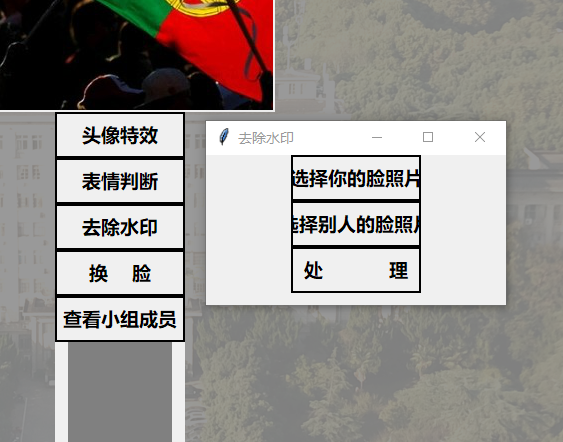 头像特效
表情判断
去除水印
换 脸
查看小组成员
去除水印
选择你的脸照片
选择别人的脸照片
处 理